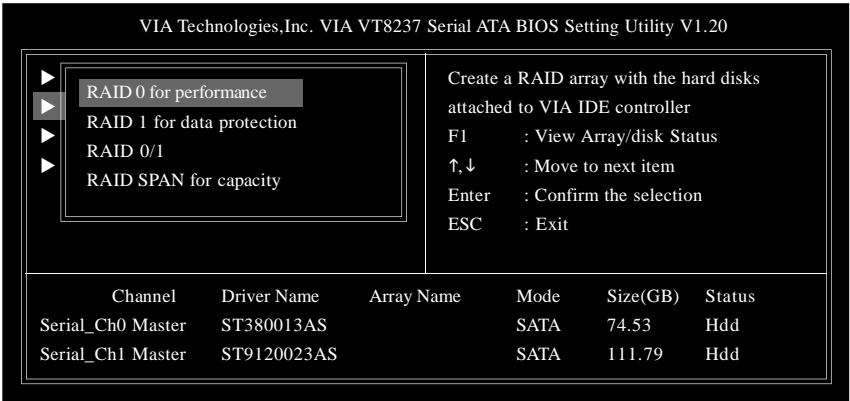 VIA Technologies,Inc. VIA VT8237 Serial ATA BIOS Setting Utility V1.20
RAID 0 for performance
RAID 1 for data protection
RAID 0/1
RAID SPAN for capacity
Create a RAID array with the hard disks
attached to VIA IDE controller
F1 : View Array/disk Status
↑,↓ : Move to next item
Enter : Confirm the selection
ESC : Exit
Channel Driver Name Array Name Mode Size(GB) Status
Serial_Ch0 Master ST380013AS SATA 74.53 Hdd
Serial_Ch1 Master ST9120023AS SATA 111.79 Hdd